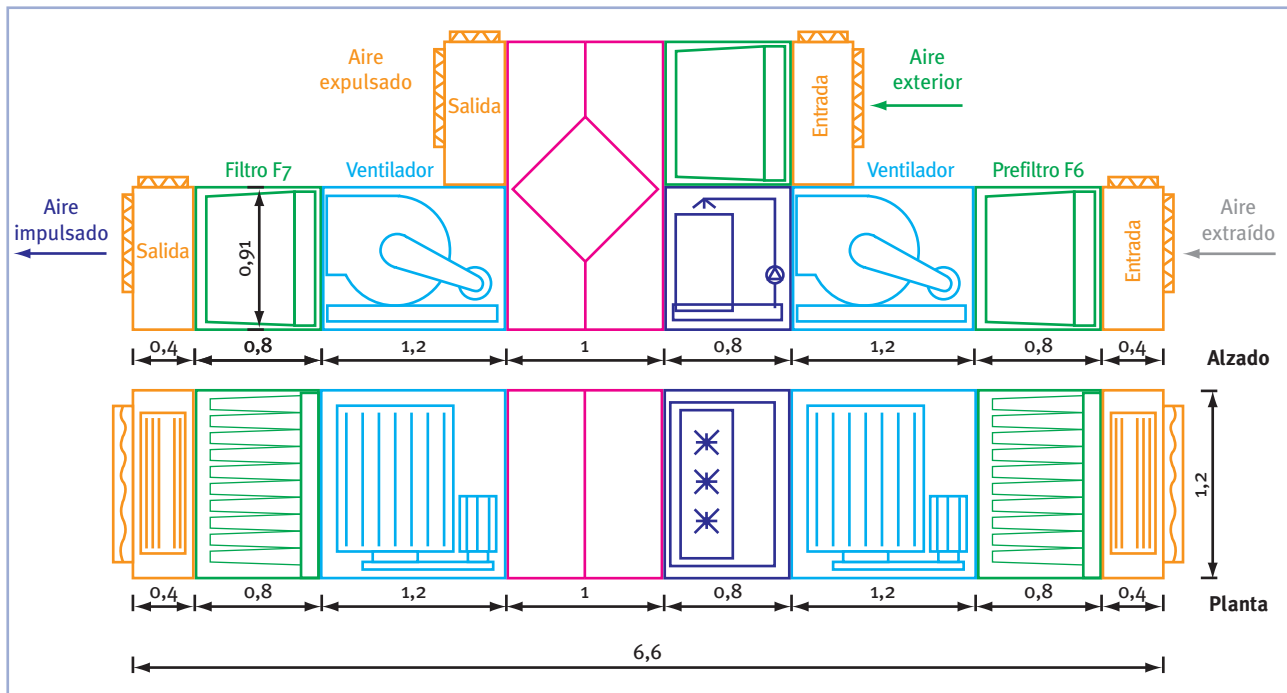 Aire
expulsado
Salida
Entrada
Aire
exterior
Filtro F7
Ventilador
Ventilador
Prefiltro F6
Aire
impulsado
Salida
0,91
Entrada
Aire
extraído
0,4 0,8 1,2 1 0,8 1,2 0,8 0,4
Alzado
1,2
0,4 0,8 1,2 1 0,8 1,2 0,8 0,4
Planta
6,6